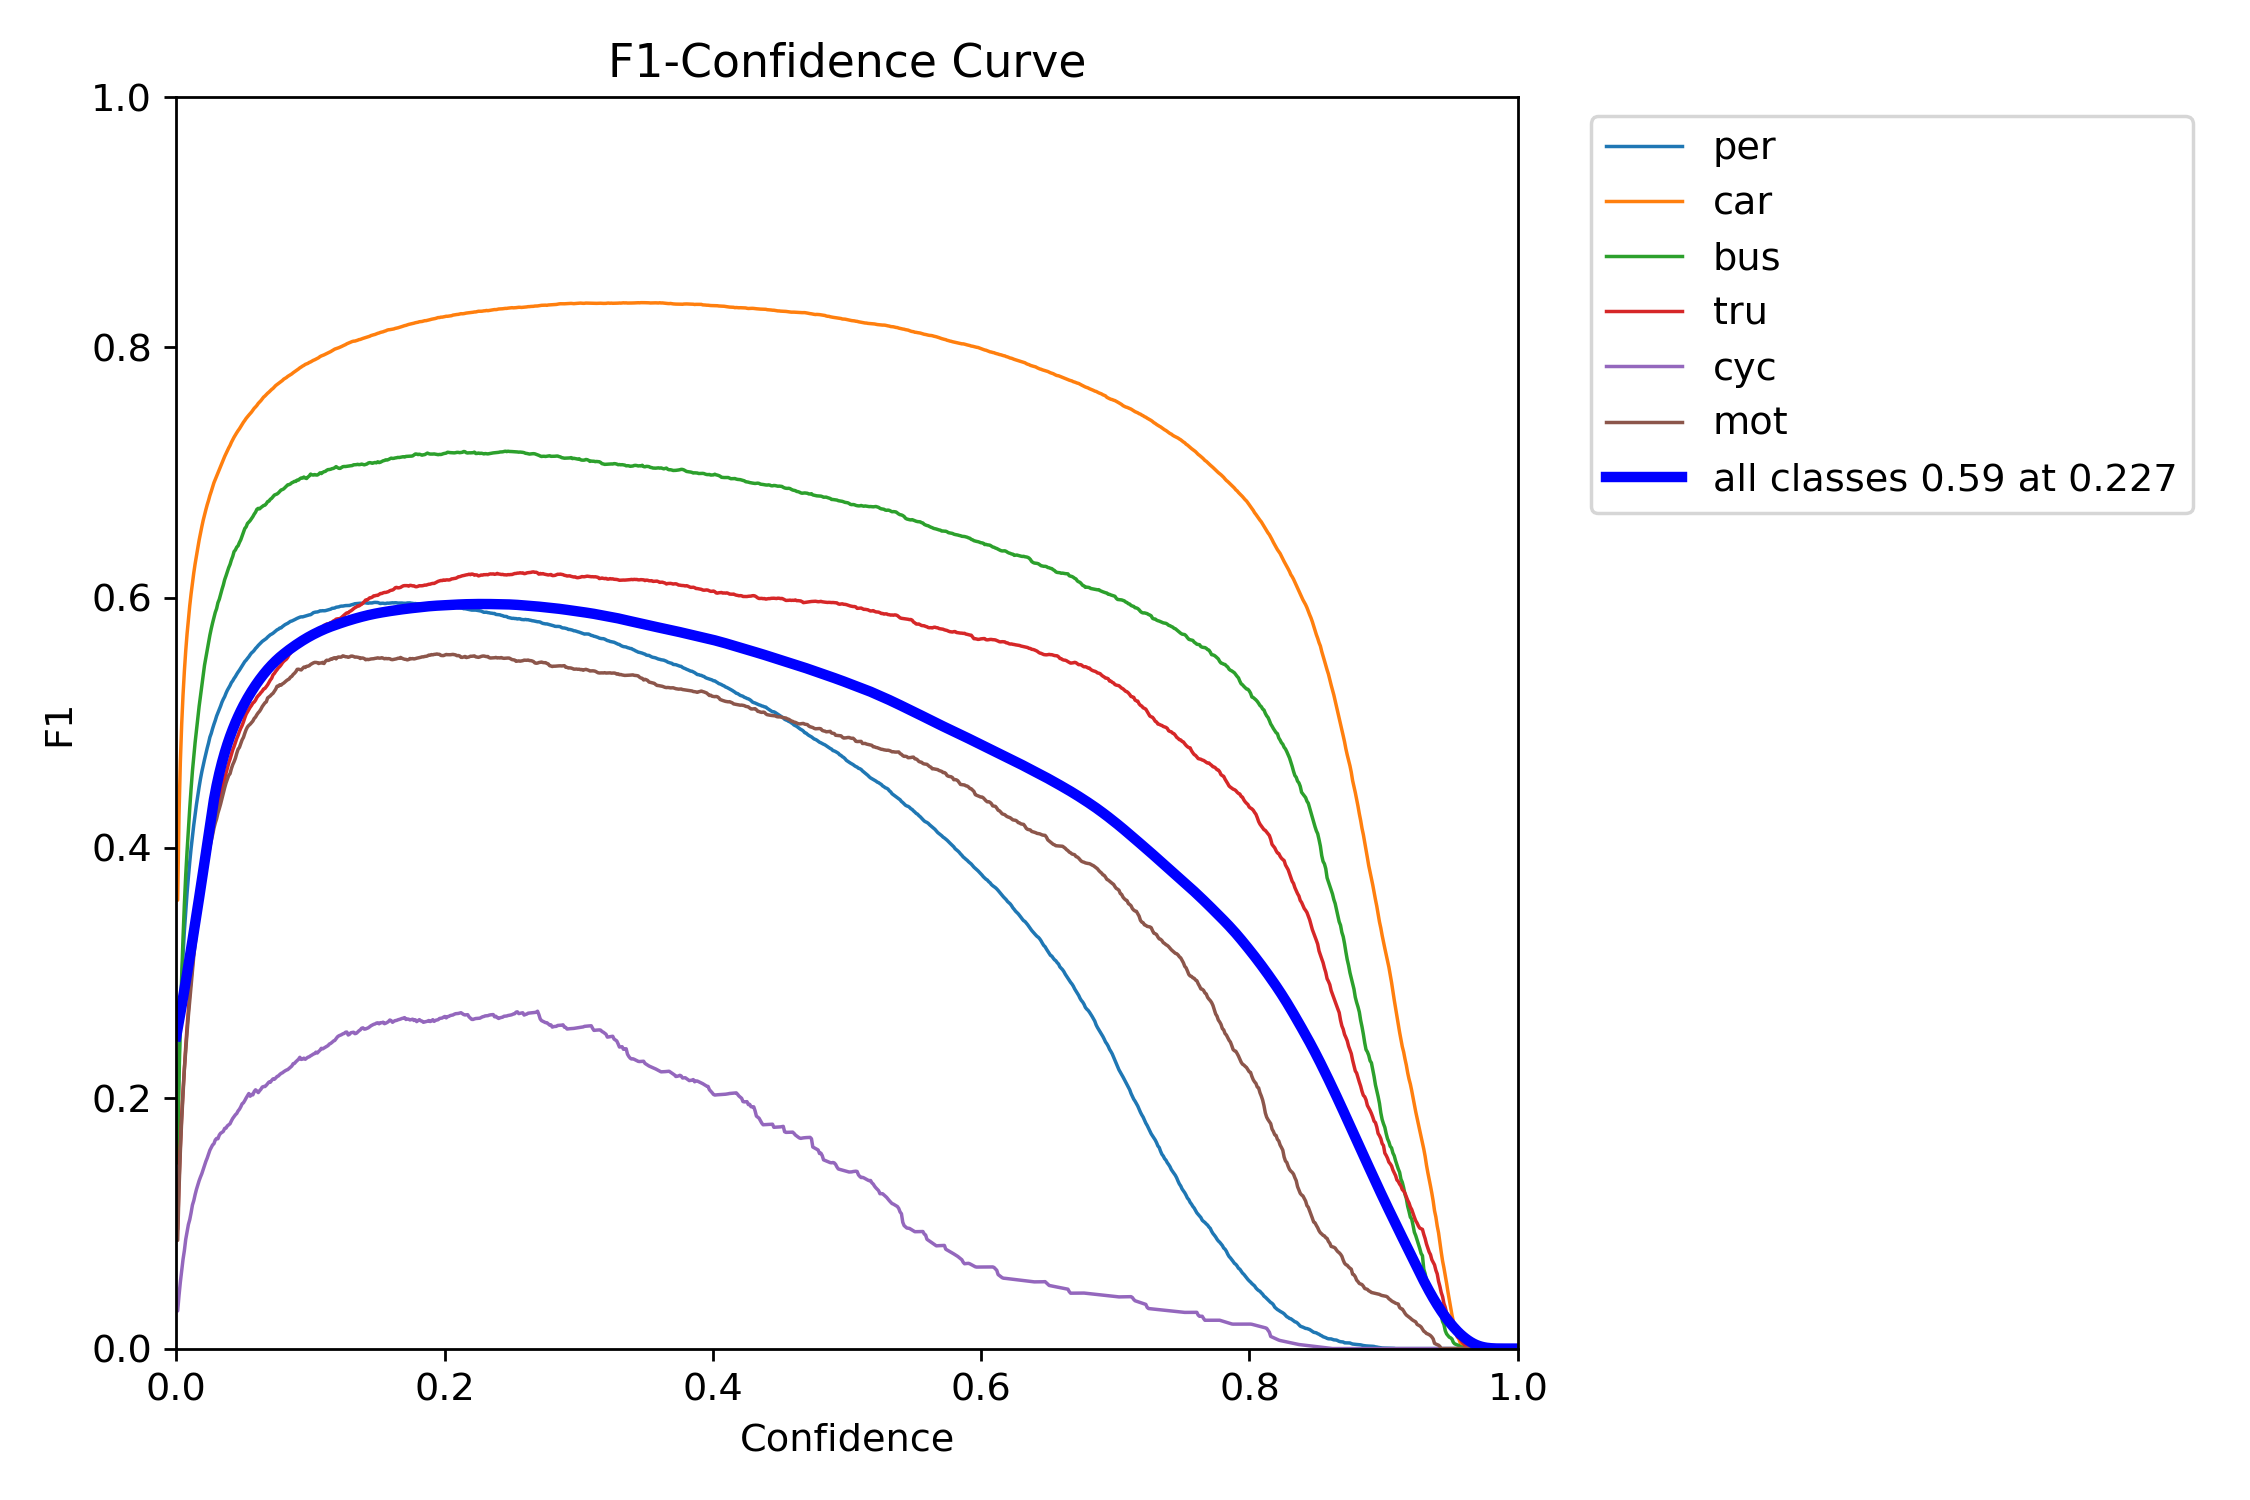 F1-Confidence Curve
1.0
0.8
0.6
0.4
0.2
0.0
F1
0.0 0.2 0.4 0.6 0.8 1.0
Confidence
per
car
bus
tru
cyc
mot
all classes 0.59 at 0.227